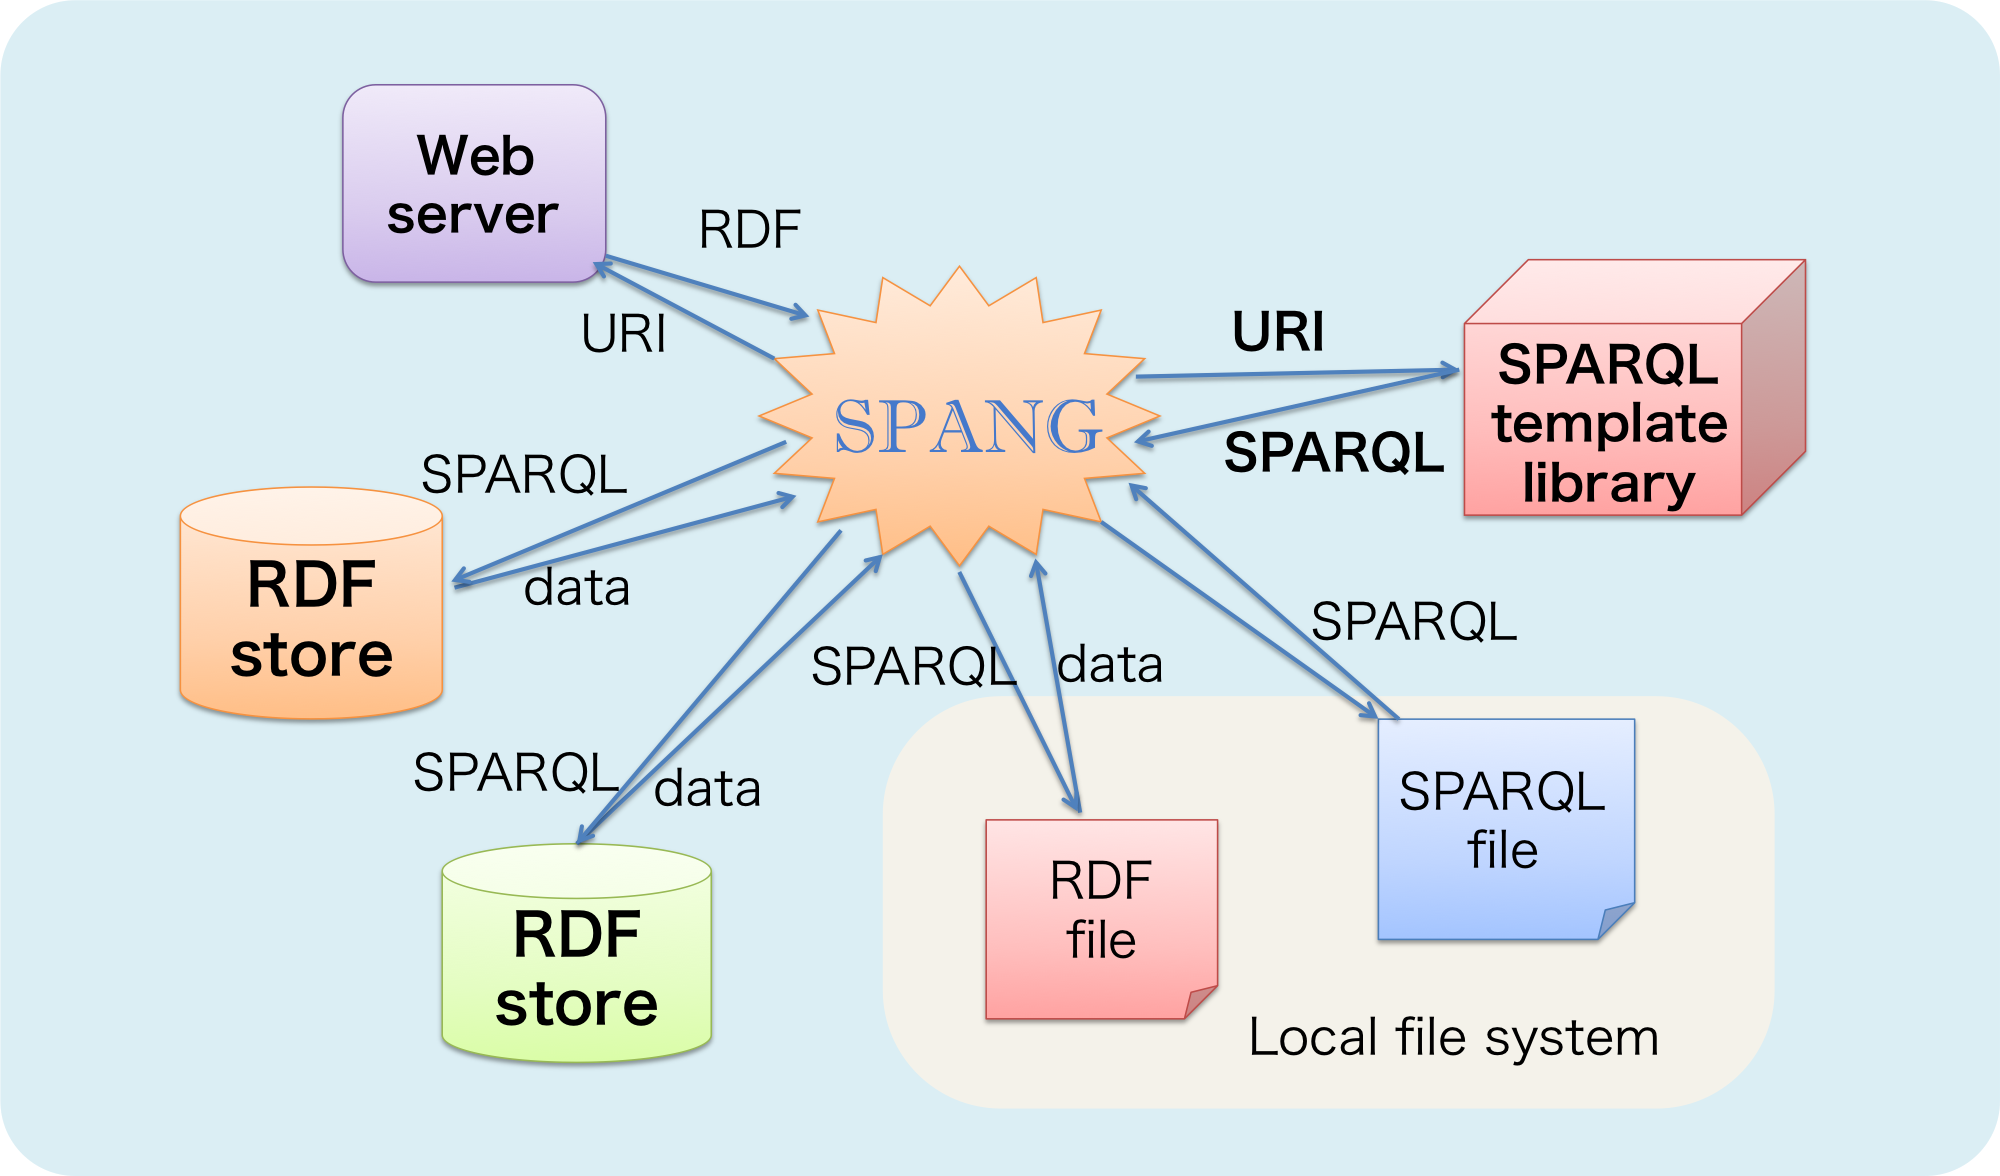 Web
server
RDF
URI
SPANG
URI
SPARQL
SPARQL
template
library
SPARQL
data
RDF
store
SPARQL
data
SPARQL
data
SPARQL
RDF
store
RDF
file
SPARQL
file
Local file system